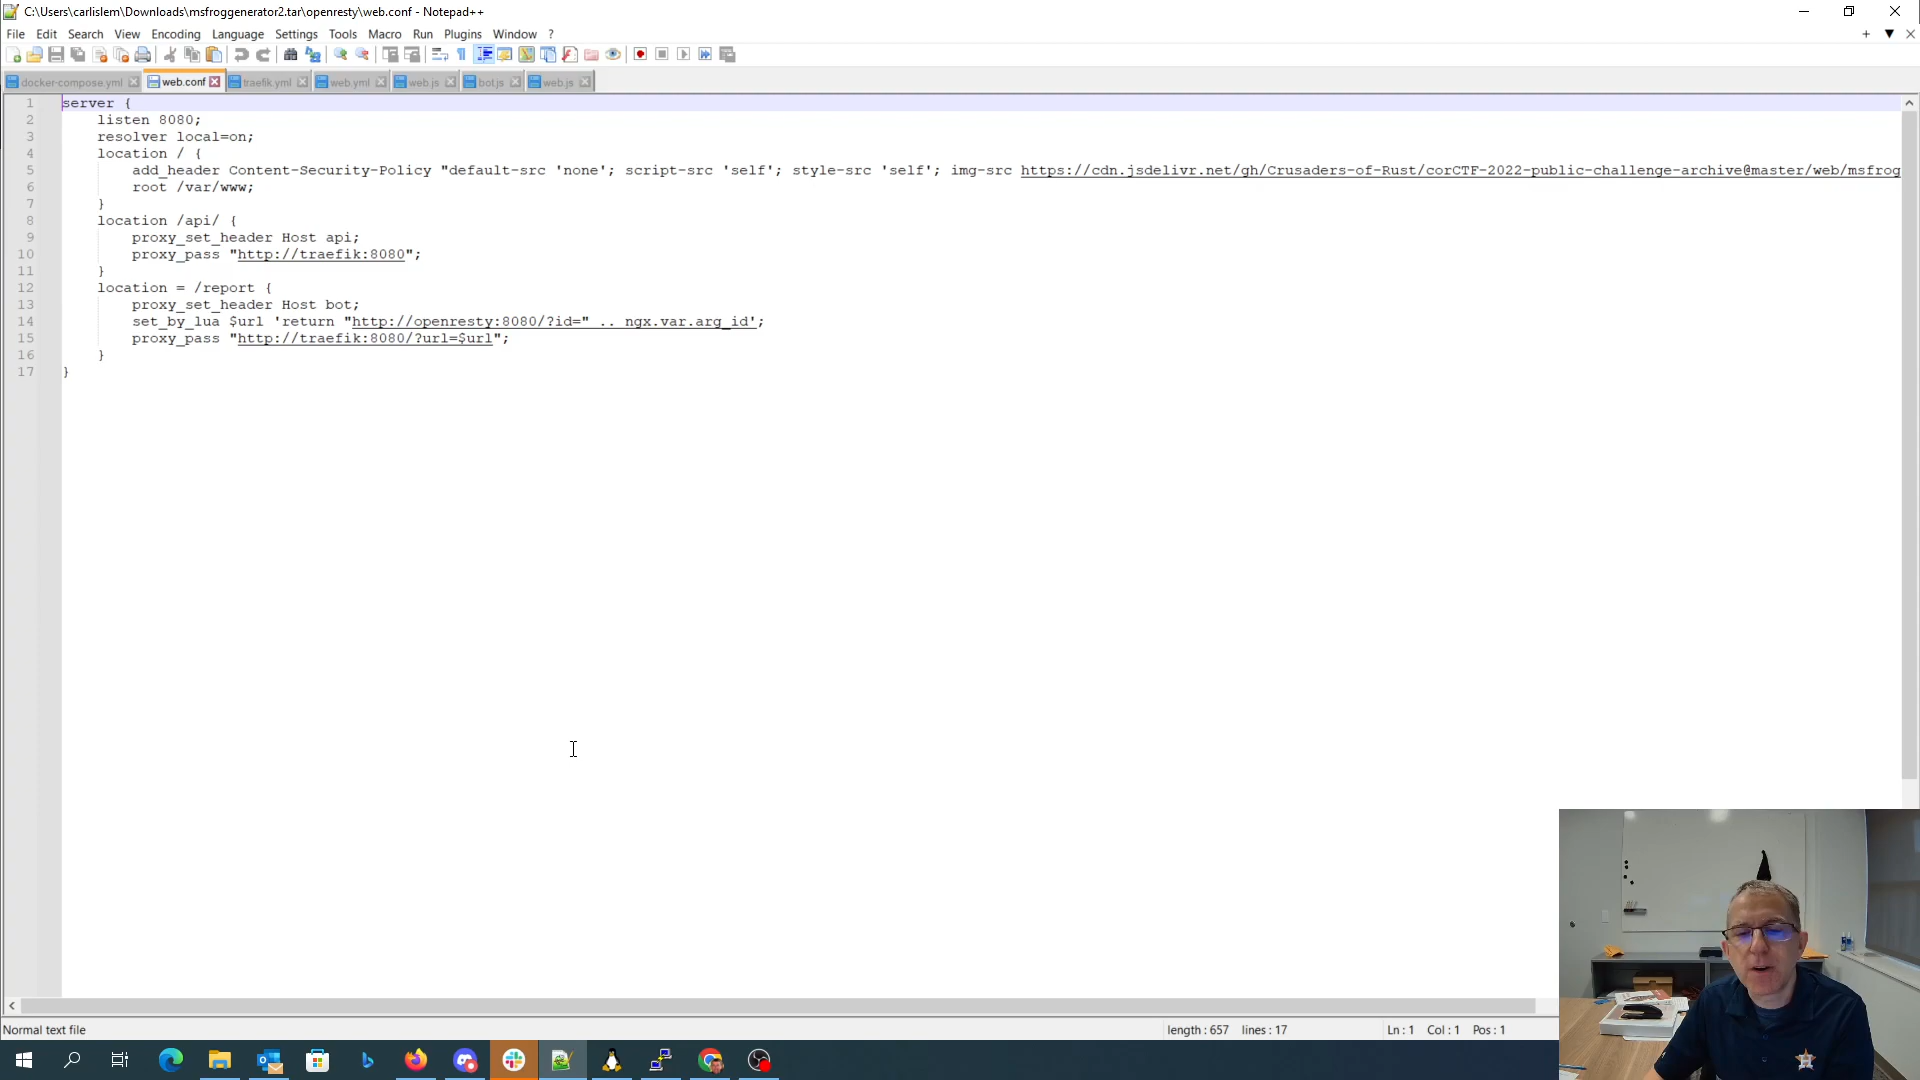 C:\Users\carlislem\Downloads\msfroggenerator2.tar\openresty\web.conf - Notepad++
File Edit Search View Encoding Language Settings Tools Macro Run Plugins Window ?
docker-compose.yml web.conf traefik.yml web.yml web.js bot.js web.js
1 server {
2 listen 8080;
3 resolver local=on;
4 location / {
5 add_header Content-Security-Policy "default-src 'none'; script-src 'self'; style-src 'self'; img-src https://cdn.jsdelivr.net/gh/Crusaders-of-Rust/corCTF-2022-public-challenge-archive@master/web/msfrog
6 root /var/www;
7 }
8 location /api/ {
9 proxy_set_header Host api;
10 proxy_pass "http://traefik:8080";
11 }
12 location = /report {
13 proxy_set_header Host bot;
14 set_by_lua $url 'return "http://openresty:8080/?id=" .. ngx.var.arg_id';
15 proxy_pass "http://traefik:8080/?url=$url";
16 }
17 }
Normal text file length : 657 lines : 17 Ln : 1 Col : 1 Pos : 1